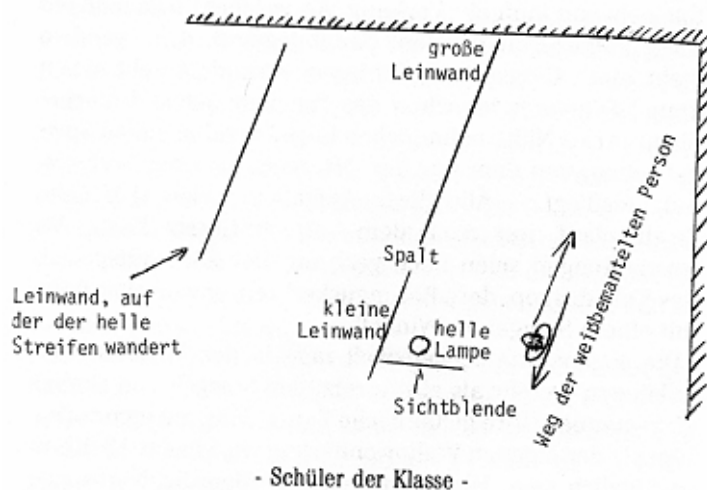 große
Leinwand
Weg der weißbemantelten Person
Spalt
Leinwand, auf
der der helle
Streifen wandert
kleine
Leinwand
helle
Lampe
Sichtblende
- Schüler der Klasse -